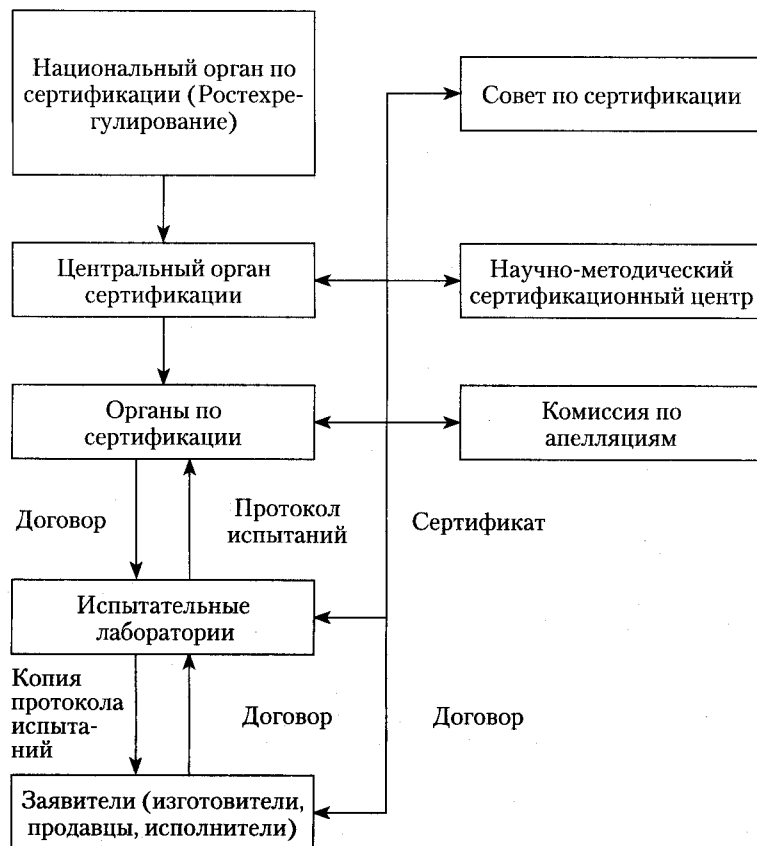 Национальный орган по
сертификации (Ростехре-
гулирование)
Совет по сертификации
Центральный орган
сертификации
Научно-методический
сертификационный центр
Органы по
сертификации
Комиссия по
апелляциям
Договор
Протокол
испытаний
Сертификат
Испытательные
лаборатории
Копия
протокола
испыта-
ний
Договор
Договор
Заявители (изготовители,
продавцы, исполнители)